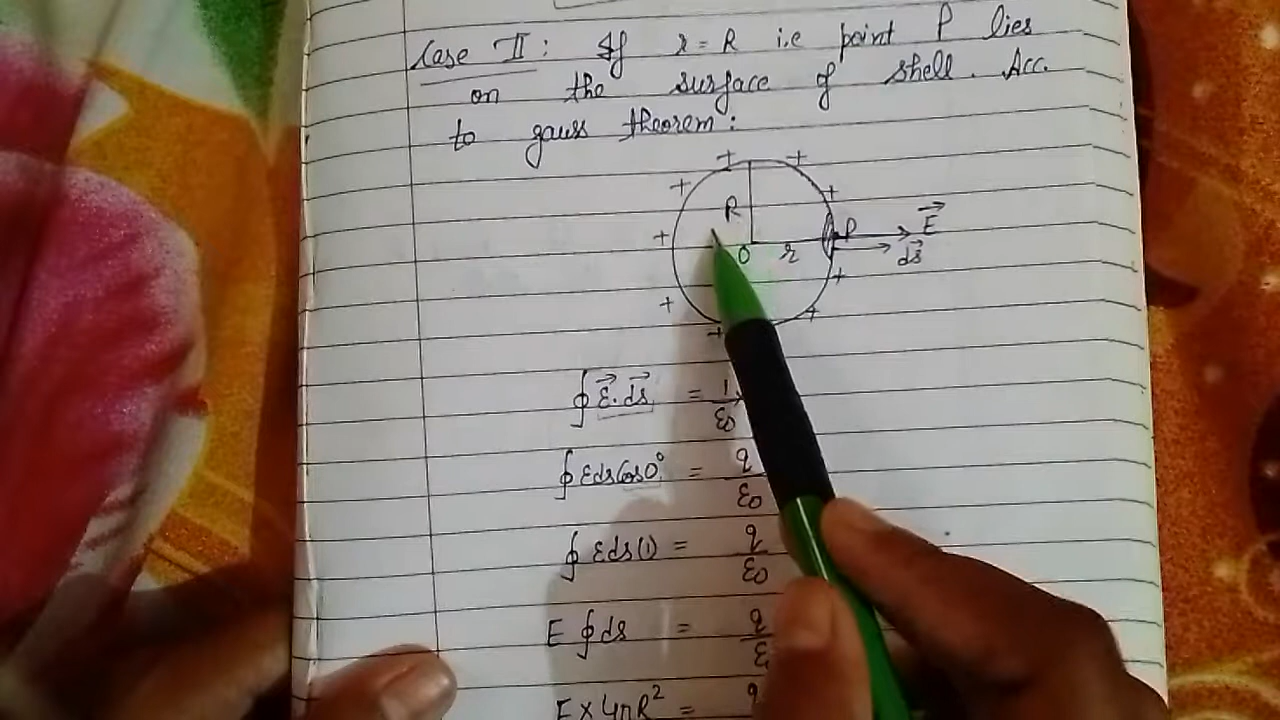 Case II : If r = R i.e point P lies
on the surface of shell. Acc.
to gauss theorem :
+ + + + + + + + + +
R
P
E⃗
O r
ds⃗
∮ E⃗.ds⃗ = 1/ε0
∮ Eds Cos0° = q/ε0
∮ Eds(1) = q/ε0
E ∮ ds = q/ε
E × 4πR² = q